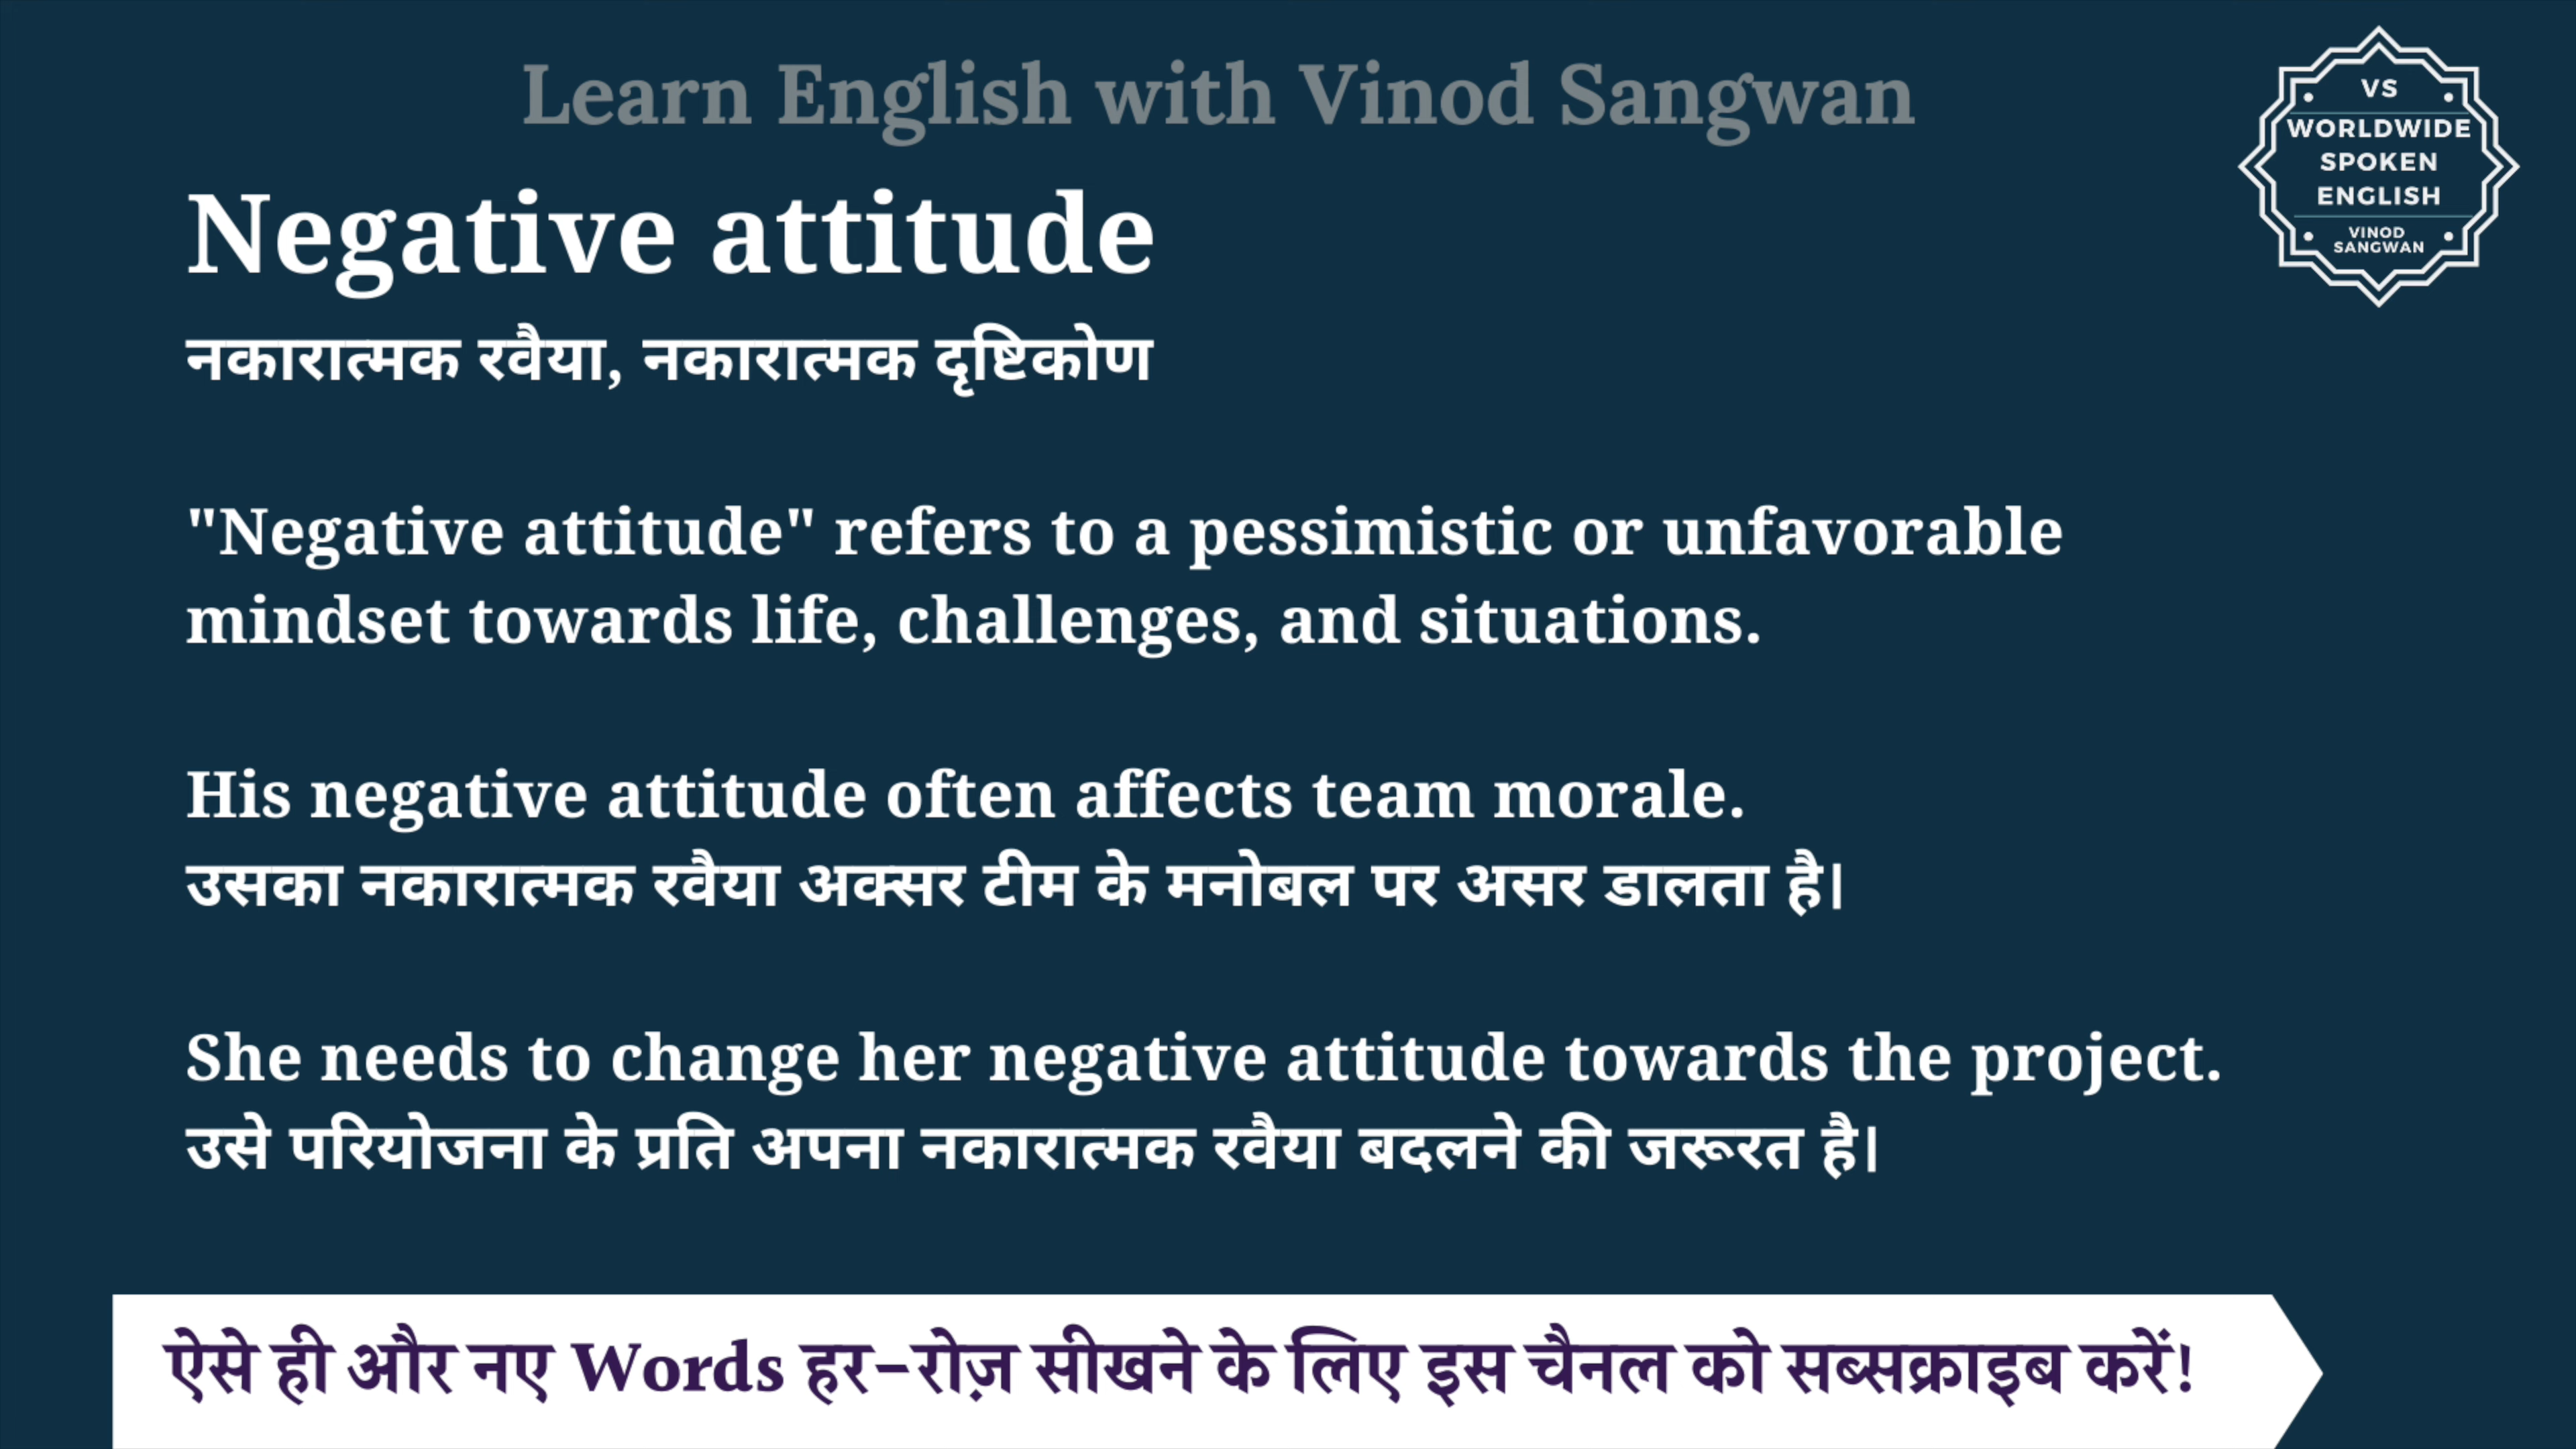 Learn English with Vinod Sangwan
VS
WORLDWIDE
SPOKEN
ENGLISH
VINOD
SANGWAN
Negative attitude
नकारात्मक रवैया, नकारात्मक दृष्टिकोण
"Negative attitude" refers to a pessimistic or unfavorable
mindset towards life, challenges, and situations.
His negative attitude often affects team morale.
उसका नकारात्मक रवैया अक्सर टीम के मनोबल पर असर डालता है।
She needs to change her negative attitude towards the project.
उसे परियोजना के प्रति अपना नकारात्मक रवैया बदलने की जरूरत है।
ऐसे ही और नए Words हर-रोज़ सीखने के लिए इस चैनल को सब्सक्राइब करें!